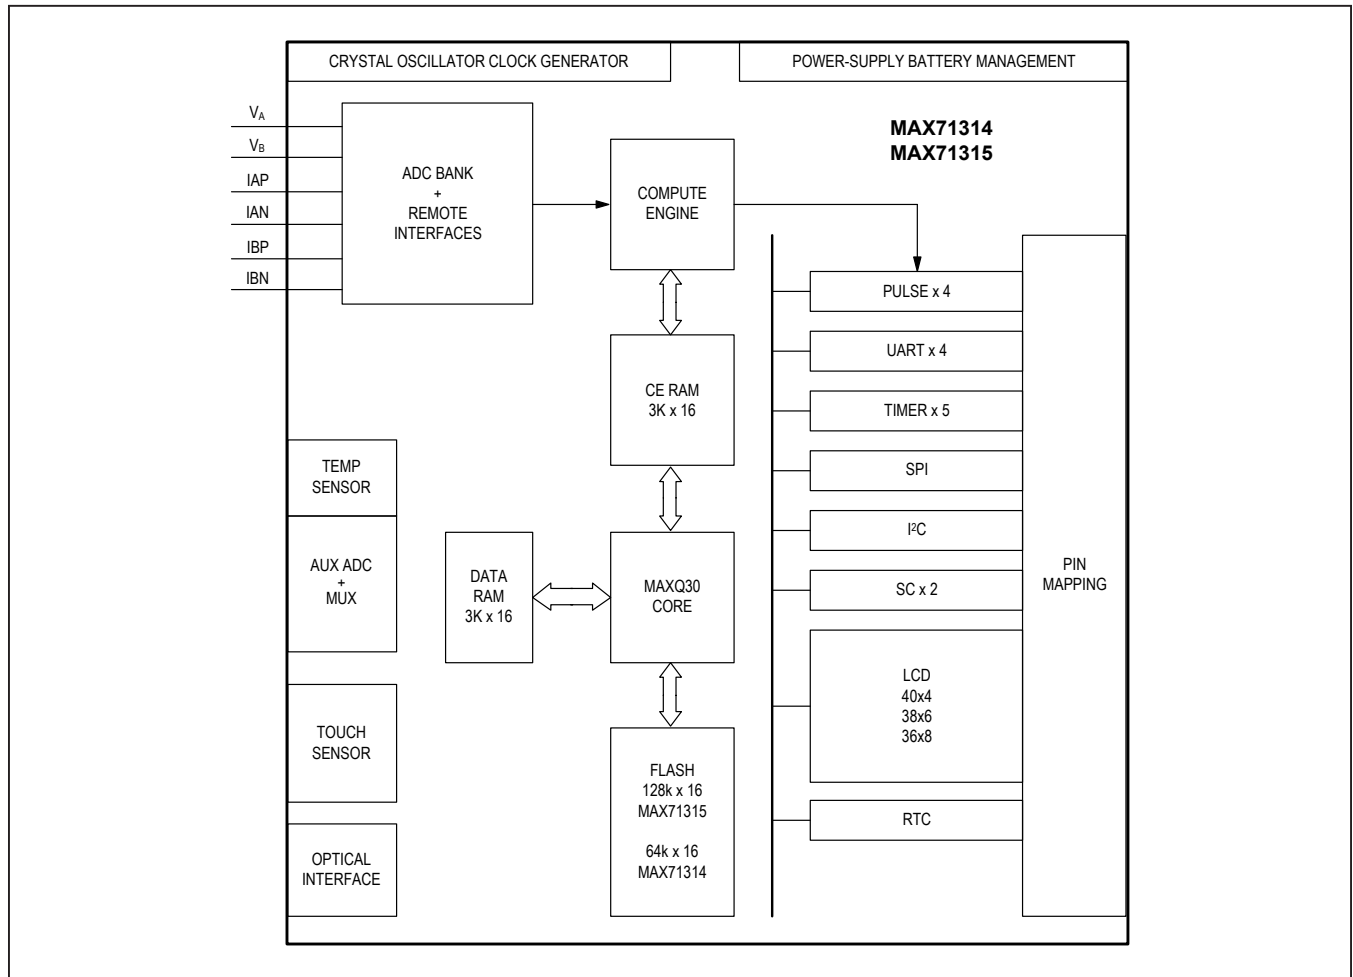 CRYSTAL OSCILLATOR CLOCK GENERATOR
POWER-SUPPLY BATTERY MANAGEMENT
MAX71314
MAX71315
VA
VB
IAP
IAN
IBP
IBN
ADC BANK
+
REMOTE
INTERFACES
COMPUTE
ENGINE
CE RAM
3K x 16
TEMP
SENSOR
AUX ADC
+
MUX
TOUCH
SENSOR
OPTICAL
INTERFACE
DATA
RAM
3K x 16
MAXQ30
CORE
FLASH
128k x 16
MAX71315
64k x 16
MAX71314
PULSE x 4
UART x 4
TIMER x 5
SPI
I²C
SC x 2
LCD
40x4
38x6
36x8
RTC
PIN
MAPPING